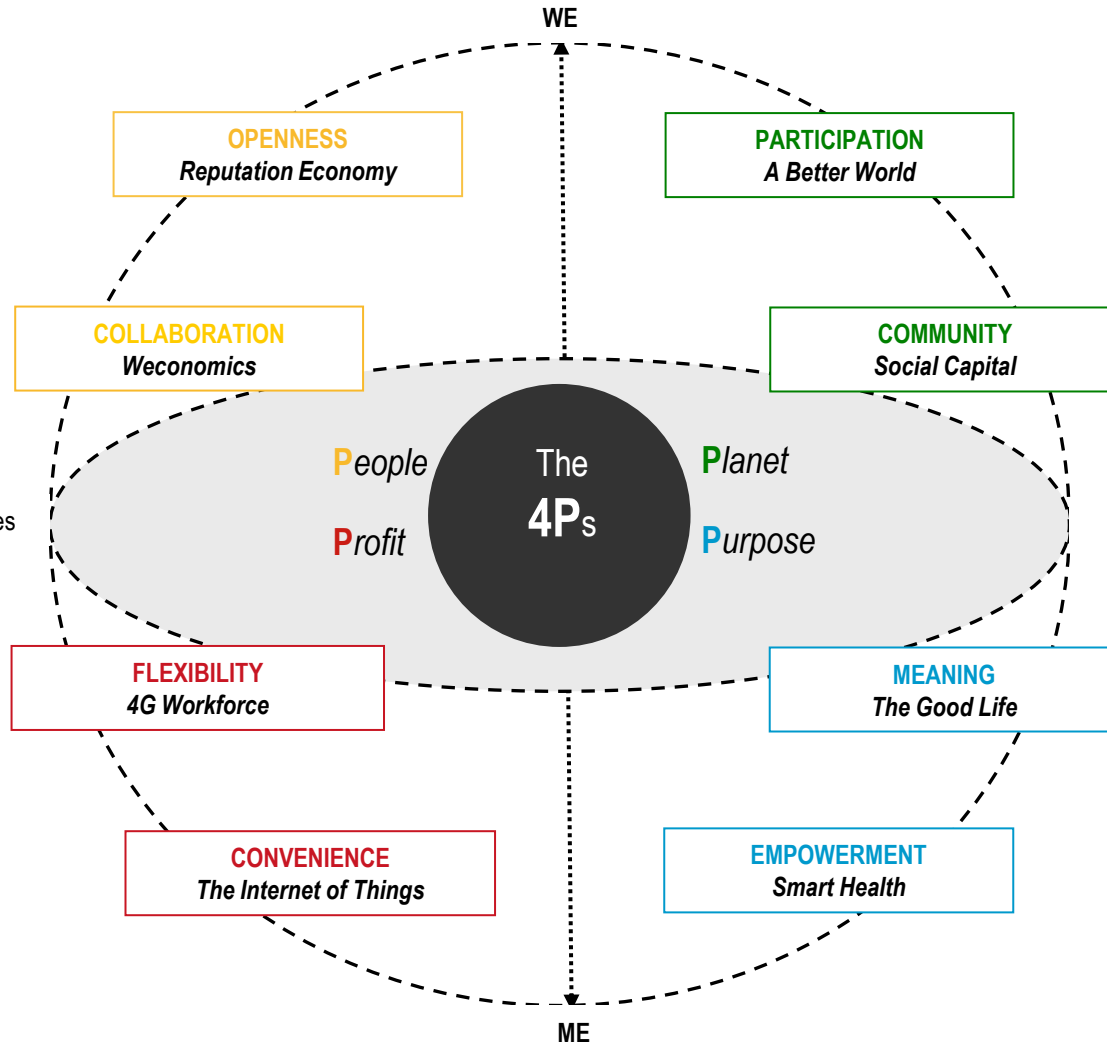 WE
OPENNESS
Reputation Economy
PARTICIPATION
A Better World
COLLABORATION
Weconomics
COMMUNITY
Social Capital
People
The
4Ps
Planet
Profit
Purpose
es
FLEXIBILITY
4G Workforce
MEANING
The Good Life
CONVENIENCE
The Internet of Things
EMPOWERMENT
Smart Health
ME